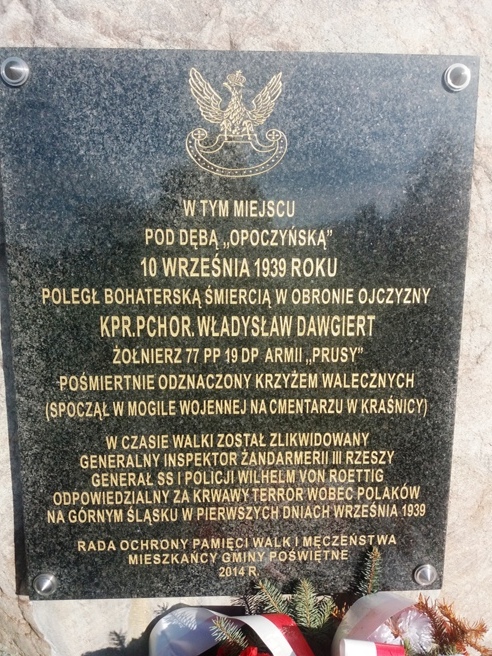 W TYM MIEJSCU
POD DĘBĄ „OPOCZYŃSKĄ”
10 WRZEŚNIA 1939 ROKU
POLEGŁ BOHATERSKĄ ŚMIERCIĄ W OBRONIE OJCZYZNY
KPR.PCHOR. WŁADYSŁAW DAWGIERT
ŻOŁNIERZ 77 PP 19 DP ARMII „PRUSY”
POŚMIERTNIE ODZNACZONY KRZYŻEM WALECZNYCH
(SPOCZĄŁ W MOGILE WOJENNEJ NA CMENTARZU W KRAŚNICY)
W CZASIE WALKI ZOSTAŁ ZLIKWIDOWANY
GENERALNY INSPEKTOR ŻANDARMERII III RZESZY
GENERAŁ SS I POLICJI WILHELM VON ROETTIG
ODPOWIEDZIALNY ZA KRWAWY TERROR WOBEC POLAKÓW
NA GÓRNYM ŚLĄSKU W PIERWSZYCH DNIACH WRZEŚNIA 1939
RADA OCHRONY PAMIĘCI WALK I MĘCZEŃSTWA
MIESZKAŃCY GMINY POŚWIĘTNE
2014 R.